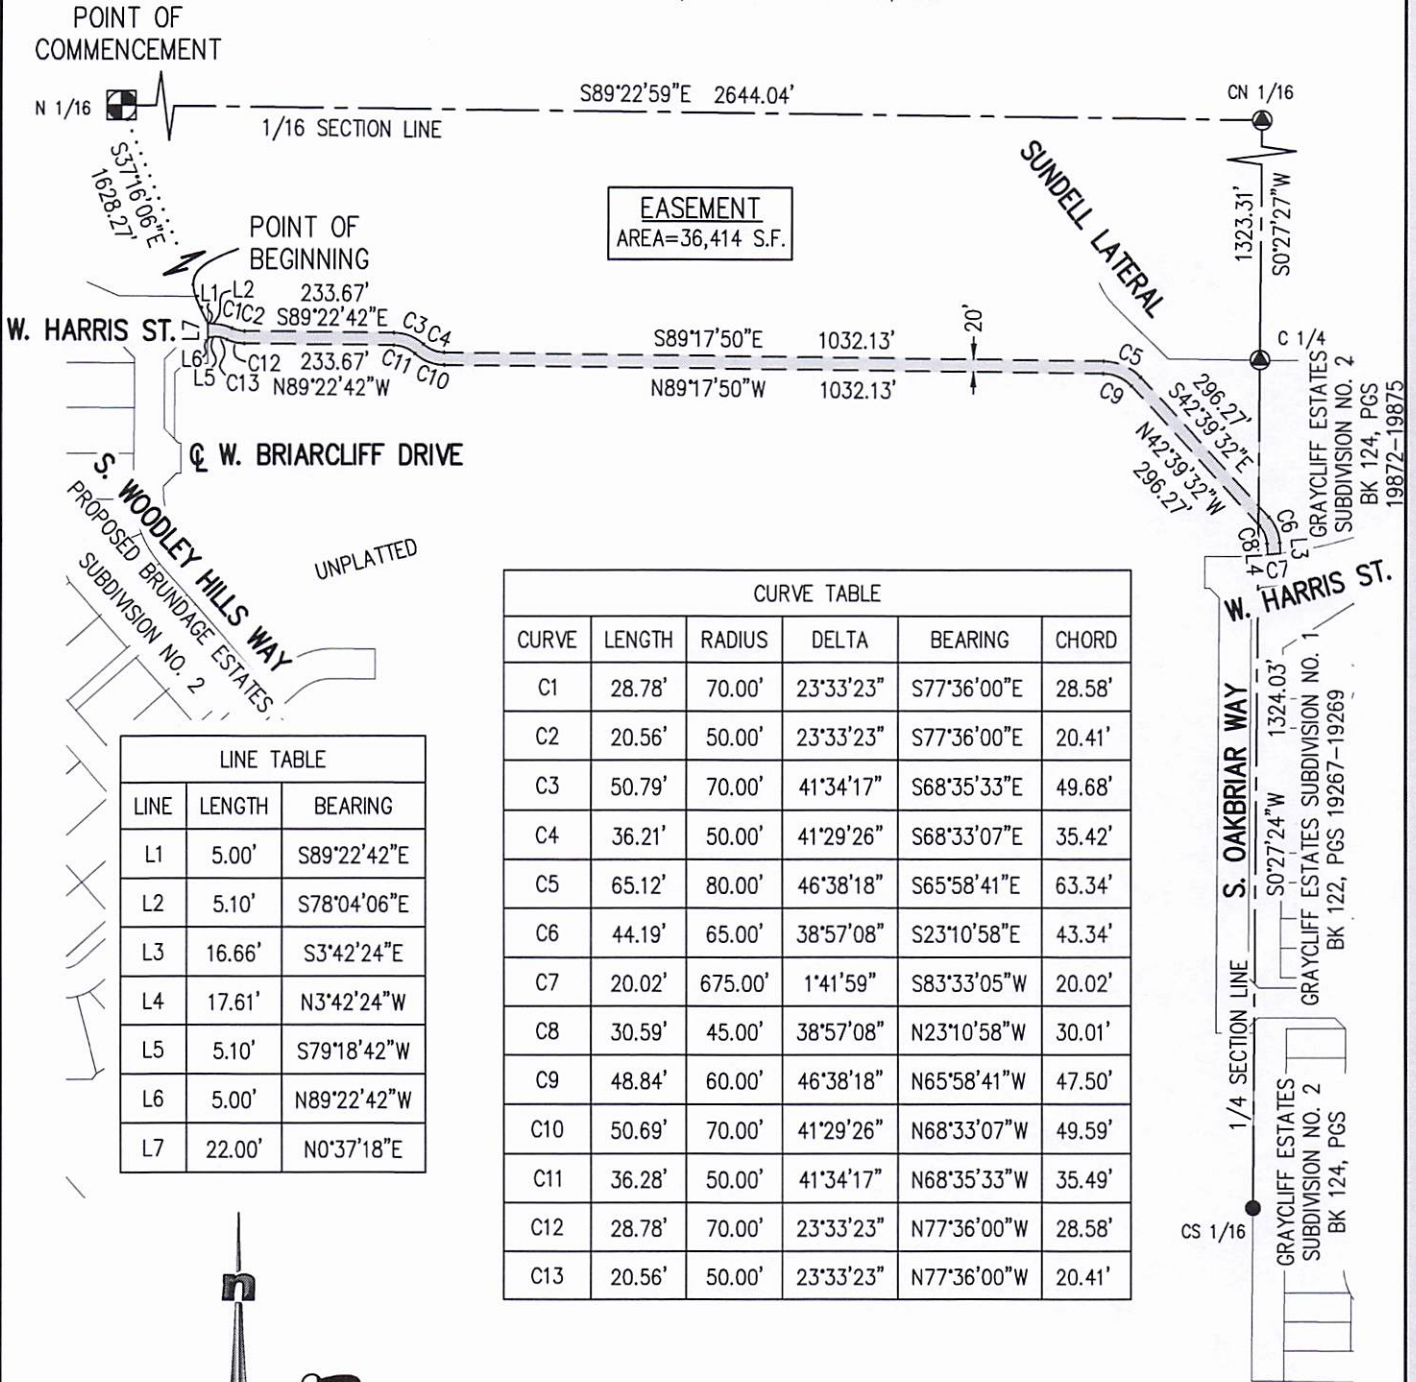 POINT OF
COMMENCEMENT
N 1/16
S89°22'59"E 2644.04'
CN 1/16
1/16 SECTION LINE
S37°16'06"E
1628.27'
SUNDELL LATERAL
1323.31'
S0°27'27"W
EASEMENT
AREA=36,414 S.F.
POINT OF
BEGINNING
L1
L2
233.67'
C1
C2
S89°22'42"E
C3
C4
W. HARRIS ST.
L7
S89°17'50"E 1032.13'
20'
C 1/4
L6
C12
233.67'
C11
C5
L5
C13
N89°22'42"W
C10
N89°17'50"W 1032.13'
C9
296.27'
S42°39'32"E
N42°39'32"W
296.27'
GRAYCLIFF ESTATES
SUBDIVISION NO. 2
BK 124, PGS
19872-19875
℄ W. BRIARCLIFF DRIVE
S. WOODLEY HILLS WAY
PROPOSED BRUNDAGE ESTATES
SUBDIVISION NO. 2
UNPLATTED
C6
L3
C8
L4
C7
W. HARRIS ST.
CURVE TABLE
CURVE LENGTH RADIUS DELTA BEARING CHORD
C1 28.78' 70.00' 23°33'23" S77°36'00"E 28.58'
C2 20.56' 50.00' 23°33'23" S77°36'00"E 20.41'
C3 50.79' 70.00' 41°34'17" S68°35'33"E 49.68'
C4 36.21' 50.00' 41°29'26" S68°33'07"E 35.42'
C5 65.12' 80.00' 46°38'18" S65°58'41"E 63.34'
C6 44.19' 65.00' 38°57'08" S23°10'58"E 43.34'
C7 20.02' 675.00' 1°41'59" S83°33'05"W 20.02'
C8 30.59' 45.00' 38°57'08" N23°10'58"W 30.01'
C9 48.84' 60.00' 46°38'18" N65°58'41"W 47.50'
C10 50.69' 70.00' 41°29'26" N68°33'07"W 49.59'
C11 36.28' 50.00' 41°34'17" N68°35'33"W 35.49'
C12 28.78' 70.00' 23°33'23" N77°36'00"W 28.58'
C13 20.56' 50.00' 23°33'23" N77°36'00"W 20.41'
LINE TABLE
LINE LENGTH BEARING
L1 5.00' S89°22'42"E
L2 5.10' S78°04'06"E
L3 16.66' S3°42'24"E
L4 17.61' N3°42'24"W
L5 5.10' S79°18'42"W
L6 5.00' N89°22'42"W
L7 22.00' N0°37'18"E
S. OAKBRIAR WAY
1/4 SECTION LINE
S0°27'24"W 1324.03'
GRAYCLIFF ESTATES SUBDIVISION NO. 1
BK 122, PGS 19267-19269
CS 1/16
GRAYCLIFF ESTATES
SUBDIVISION NO. 2
BK 124, PGS
n